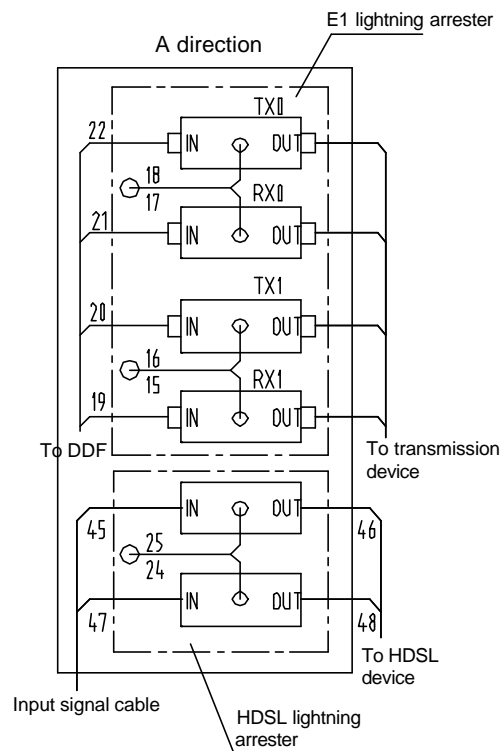 E1 lightning arrester
A direction
TX0
22
IN
OUT
18
17
RX0
21
IN
OUT
TX1
20
IN
OUT
16
15
RX1
19
IN
OUT
To DDF
To transmission
device
IN
OUT
45
46
25
24
IN
OUT
47
48
To HDSL
device
Input signal cable
HDSL lightning
arrester